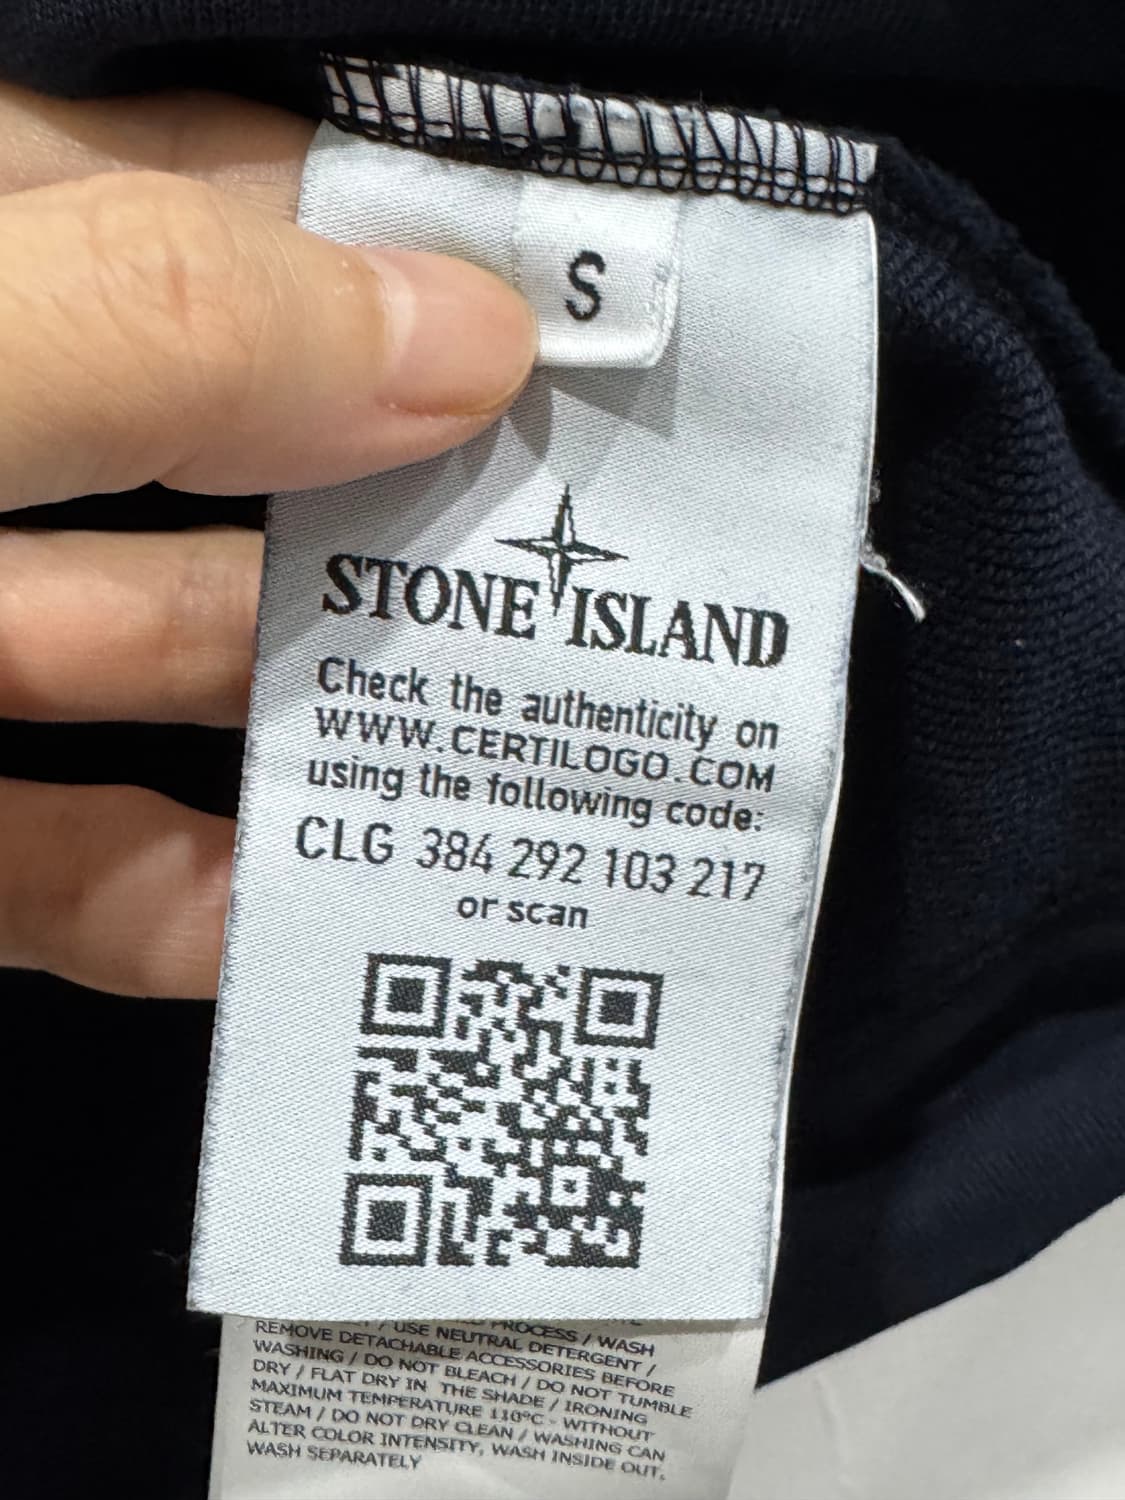 S
STONE ISLAND
Check the authenticity on
WWW.CERTILOGO.COM
using the following code:
CLG 384 292 103 217
or scan
PROCESS / WASH
/ USE NEUTRAL DETERGENT /
REMOVE DETACHABLE ACCESSORIES BEFORE
WASHING / DO NOT BLEACH / DO NOT TUMBLE
DRY / FLAT DRY IN THE SHADE / IRONING
MAXIMUM TEMPERATURE 110°C - WITHOUT
STEAM / DO NOT DRY CLEAN / WASHING CAN
ALTER COLOR INTENSITY, WASH INSIDE OUT,
WASH SEPARATELY